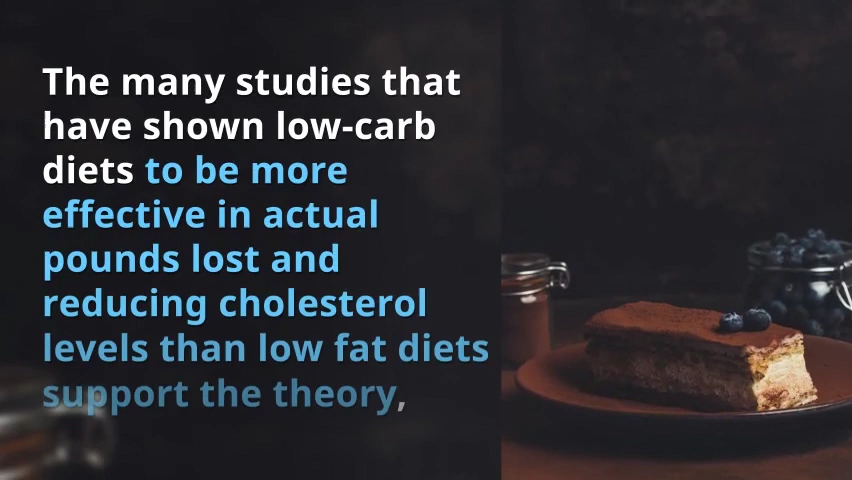 The many studies that
have shown low-carb
diets to be more
effective in actual
pounds lost and
reducing cholesterol
levels than low fat diets
support the theory,